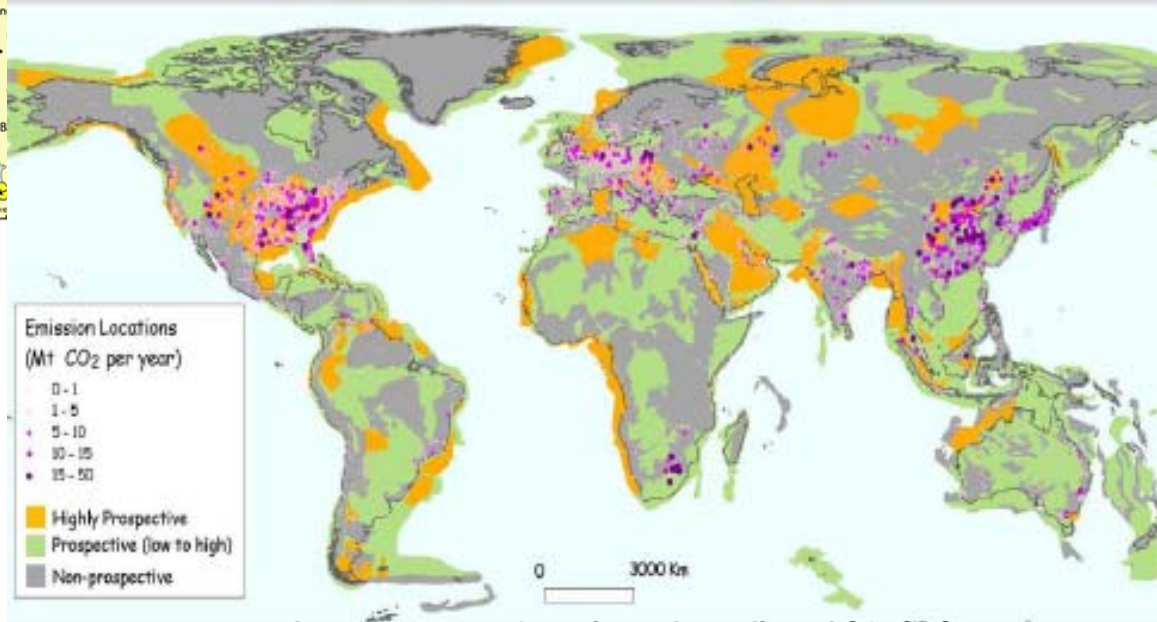 Emission Locations
(Mt CO2 per year)
0 - 1
1 - 5
5 - 10
10 - 15
15 - 50
Highly Prospective
Prospective (low to high)
Non-prospective
0 3000 Km